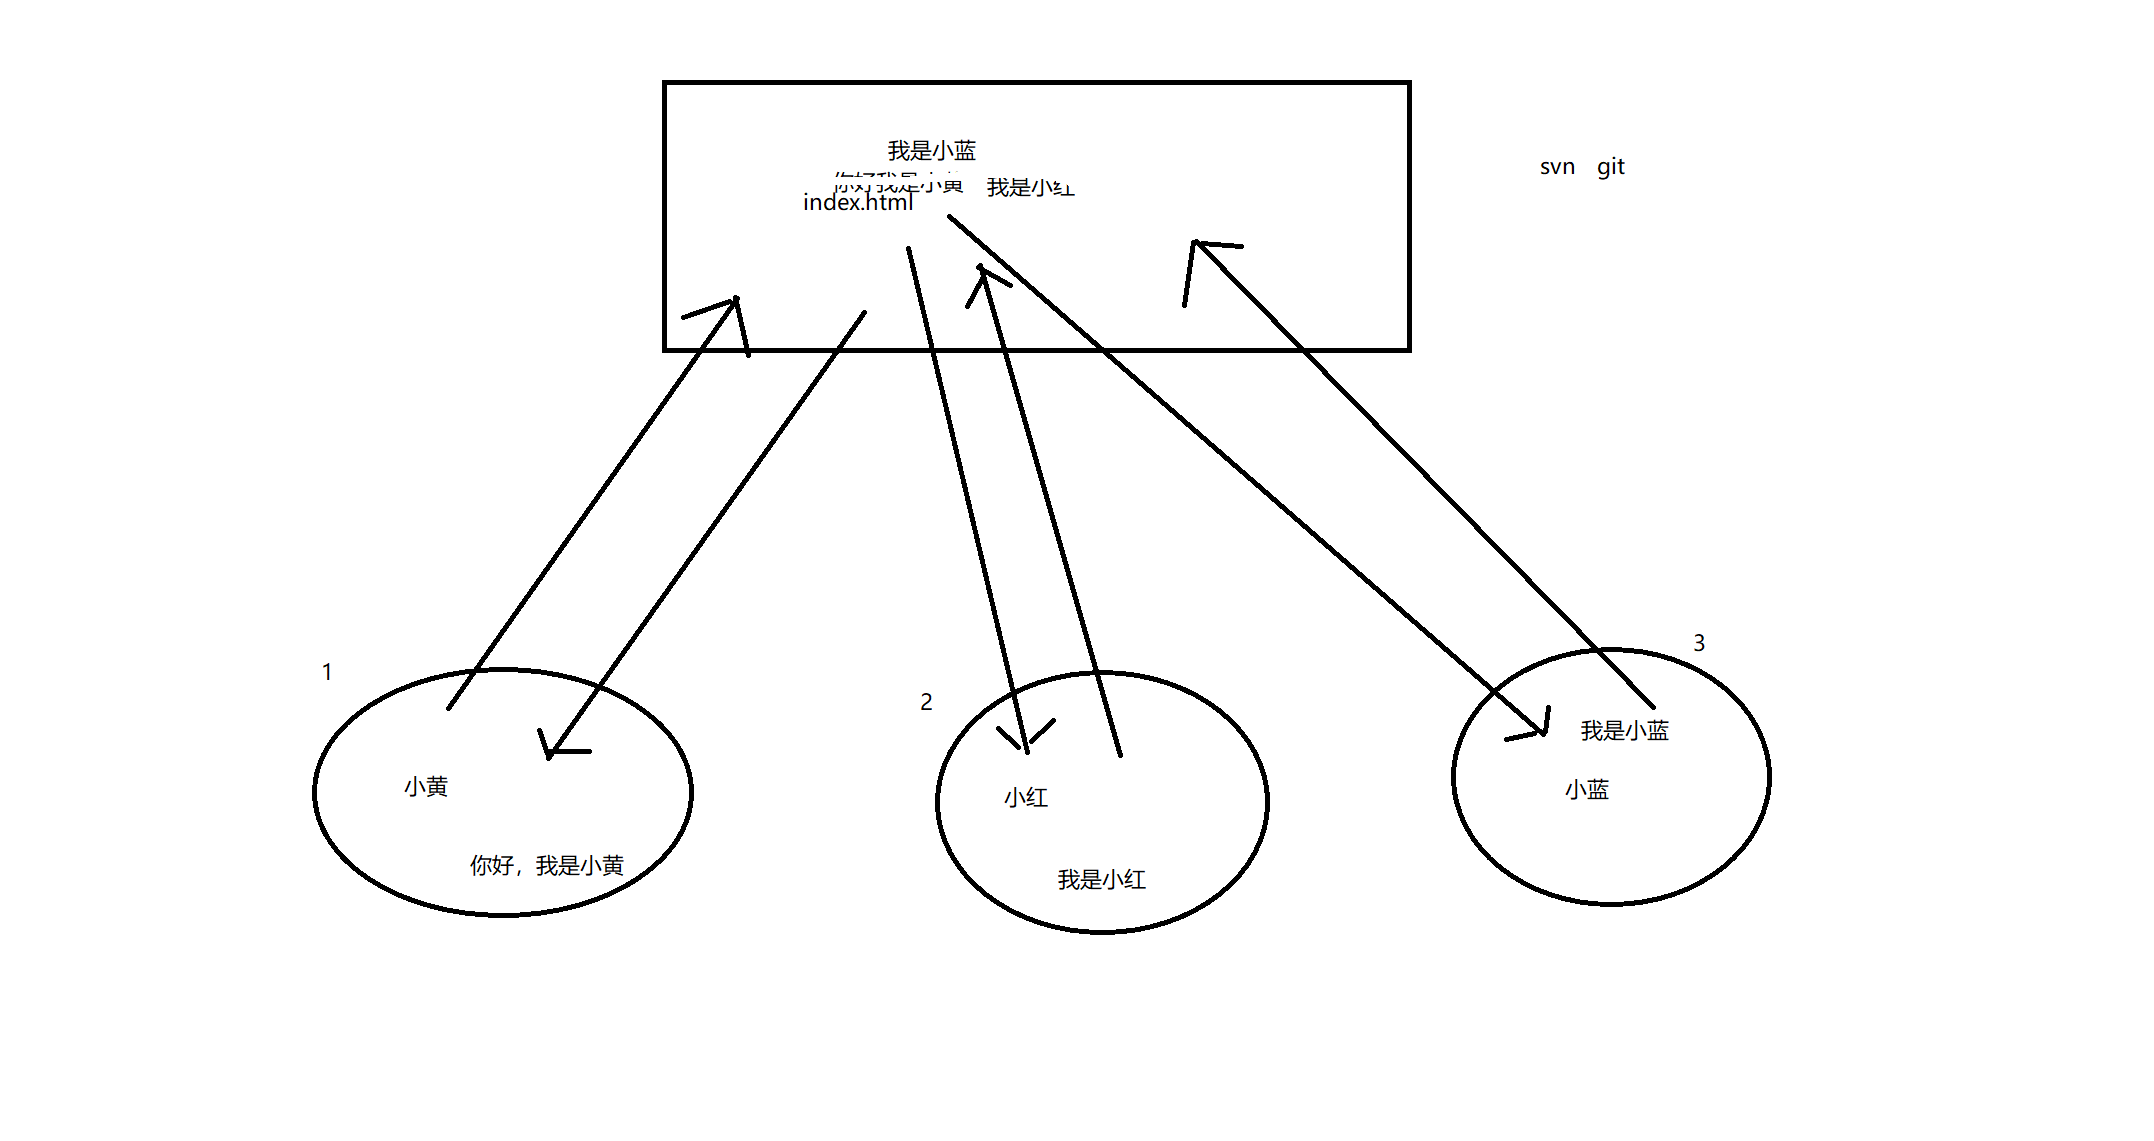 我是小蓝
svn git
你好我是小黄 我是小红
index.html
1
2
3
小黄
你好，我是小黄
小红
我是小红
我是小蓝
小蓝